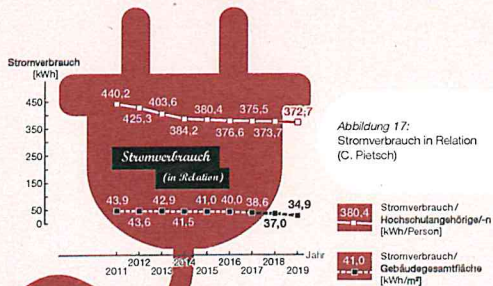 Stromverbrauch
[kWh]
440,2 403,6 380,4 375,5 372,7
425,3 384,2 376,6 373,7
450
350
250
150
50
0
Stromverbrauch
(in Relation)
43,9 42,9 41,0 40,0 38,6 34,9
43,6 41,5 37,0
Jahr
2012 2014 2016 2018
2011 2013 2015 2017 2019
Abbildung 17:
Stromverbrauch in Relation
(C. Pietsch)
380,4
Stromverbrauch/
Hochschulangehörige/-n
[kWh/Person]
41,0
Stromverbrauch/
Gebäudegesamtfläche
[kWh/m²]